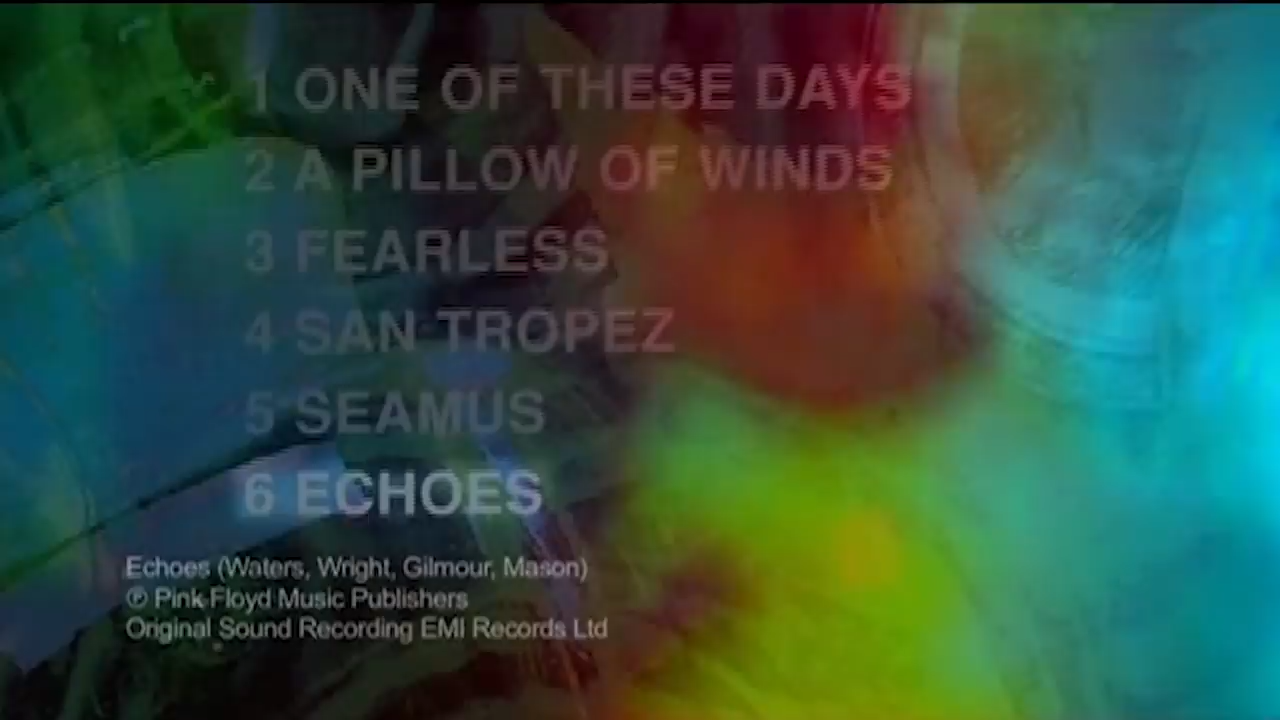 1 ONE OF THESE DAYS
2 A PILLOW OF WINDS
3 FEARLESS
4 SAN TROPEZ
5 SEAMUS
6 ECHOES
Echoes (Waters, Wright, Gilmour, Mason)
℗ Pink Floyd Music Publishers
Original Sound Recording EMI Records Ltd